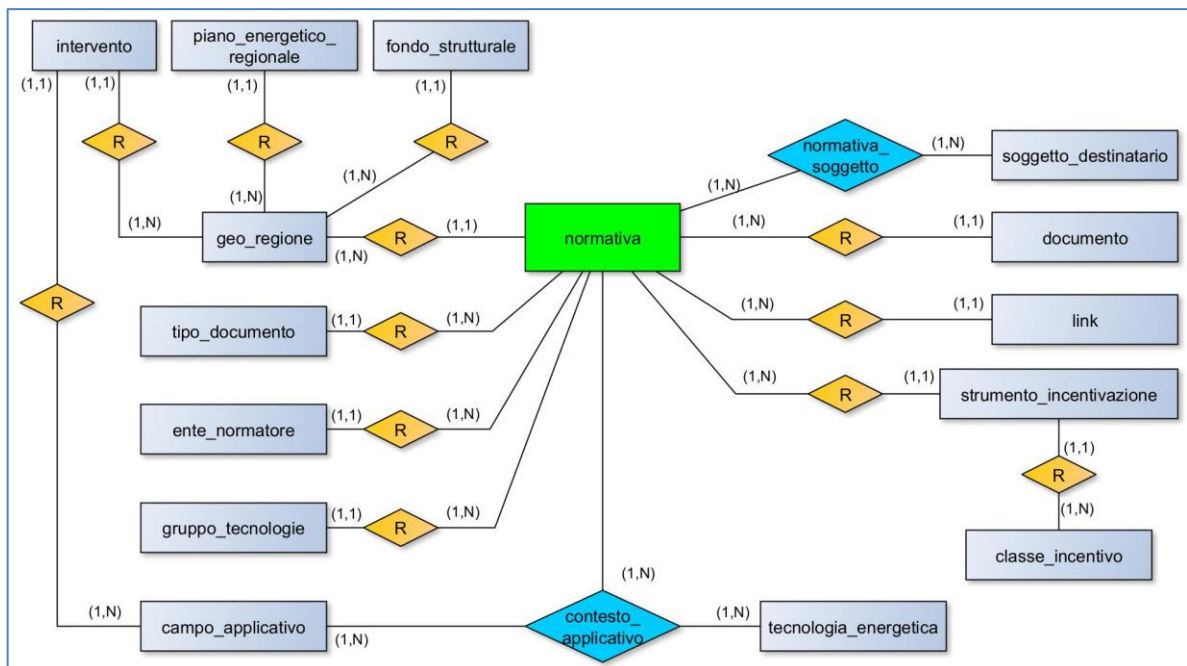 intervento
piano_energetico_
regionale
fondo_strutturale
(1,1)
(1,1)
(1,1)
(1,1)
R
R
R
normativa_
soggetto
(1,N)
soggetto_destinatario
(1,N)
(1,N)
(1,N)
(1,N)
geo_regione
(1,N)
R
(1,1)
normativa
(1,N)
R
(1,1)
documento
R
tipo_documento
(1,1)
R
(1,N)
(1,N)
R
(1,1)
link
(1,N)
R
(1,1)
strumento_incentivazione
ente_normatore
(1,1)
R
(1,N)
(1,1)
R
(1,N)
gruppo_tecnologie
(1,1)
R
(1,N)
classe_incentivo
(1,N)
(1,N)
campo_applicativo
(1,N)
contesto_
applicativo
(1,N)
tecnologia_energetica